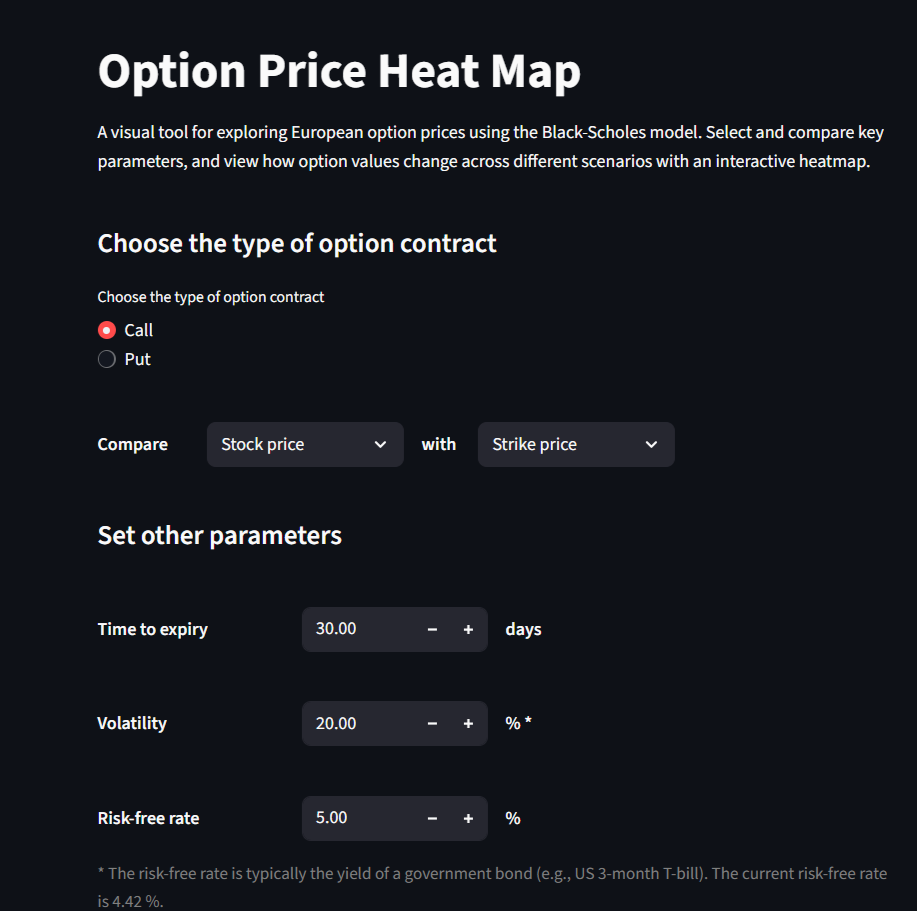 Option Price Heat Map
A visual tool for exploring European option prices using the Black-Scholes model. Select and compare key
parameters, and view how option values change across different scenarios with an interactive heatmap.
Choose the type of option contract
Choose the type of option contract
Call
Put
Compare Stock price with Strike price
Set other parameters
Time to expiry 30.00 − + days
Volatility 20.00 − + % *
Risk-free rate 5.00 − + %
* The risk-free rate is typically the yield of a government bond (e.g., US 3-month T-bill). The current risk-free rate
is 4.42 %.